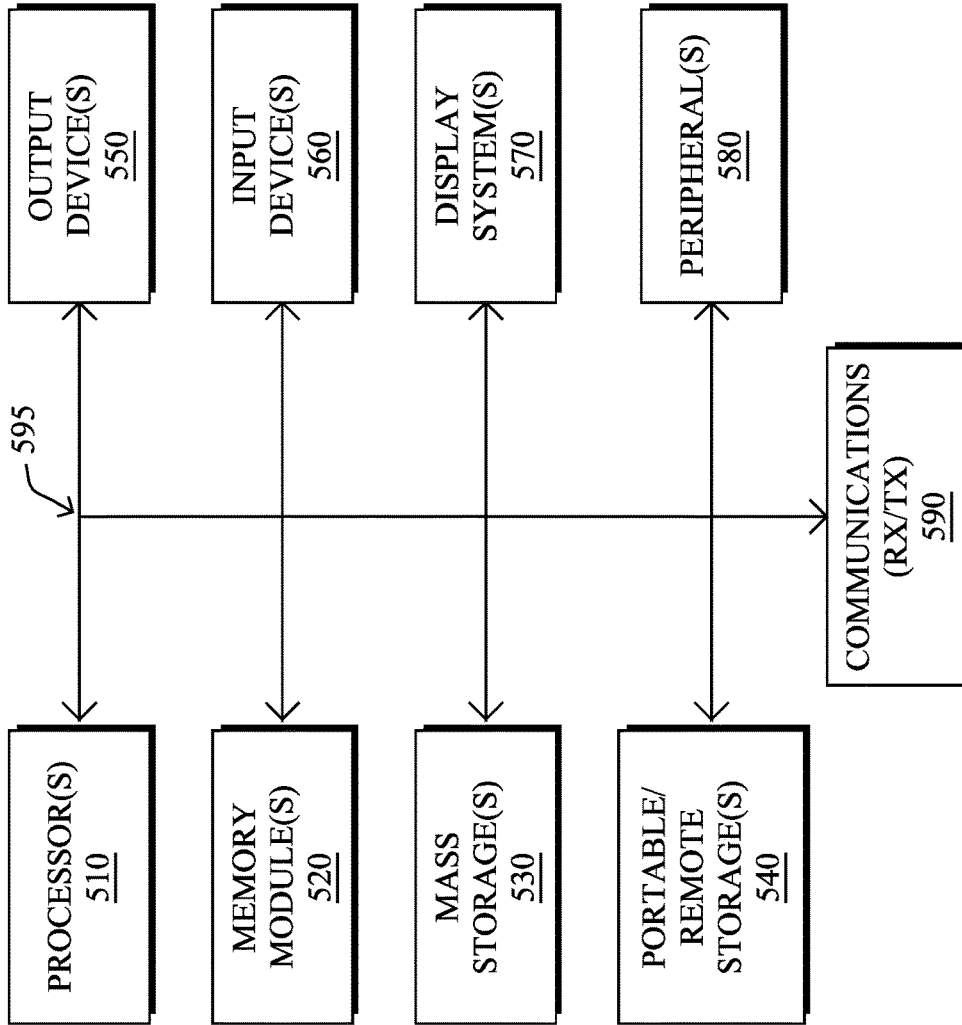 PROCESSOR(S)
510
MEMORY
MODULE(S)
520
MASS
STORAGE(S)
530
PORTABLE/
REMOTE
STORAGE(S)
540
595
OUTPUT
DEVICE(S)
550
INPUT
DEVICE(S)
560
DISPLAY
SYSTEM(S)
570
PERIPHERAL(S)
580
COMMUNICATIONS
(RX/TX)
590